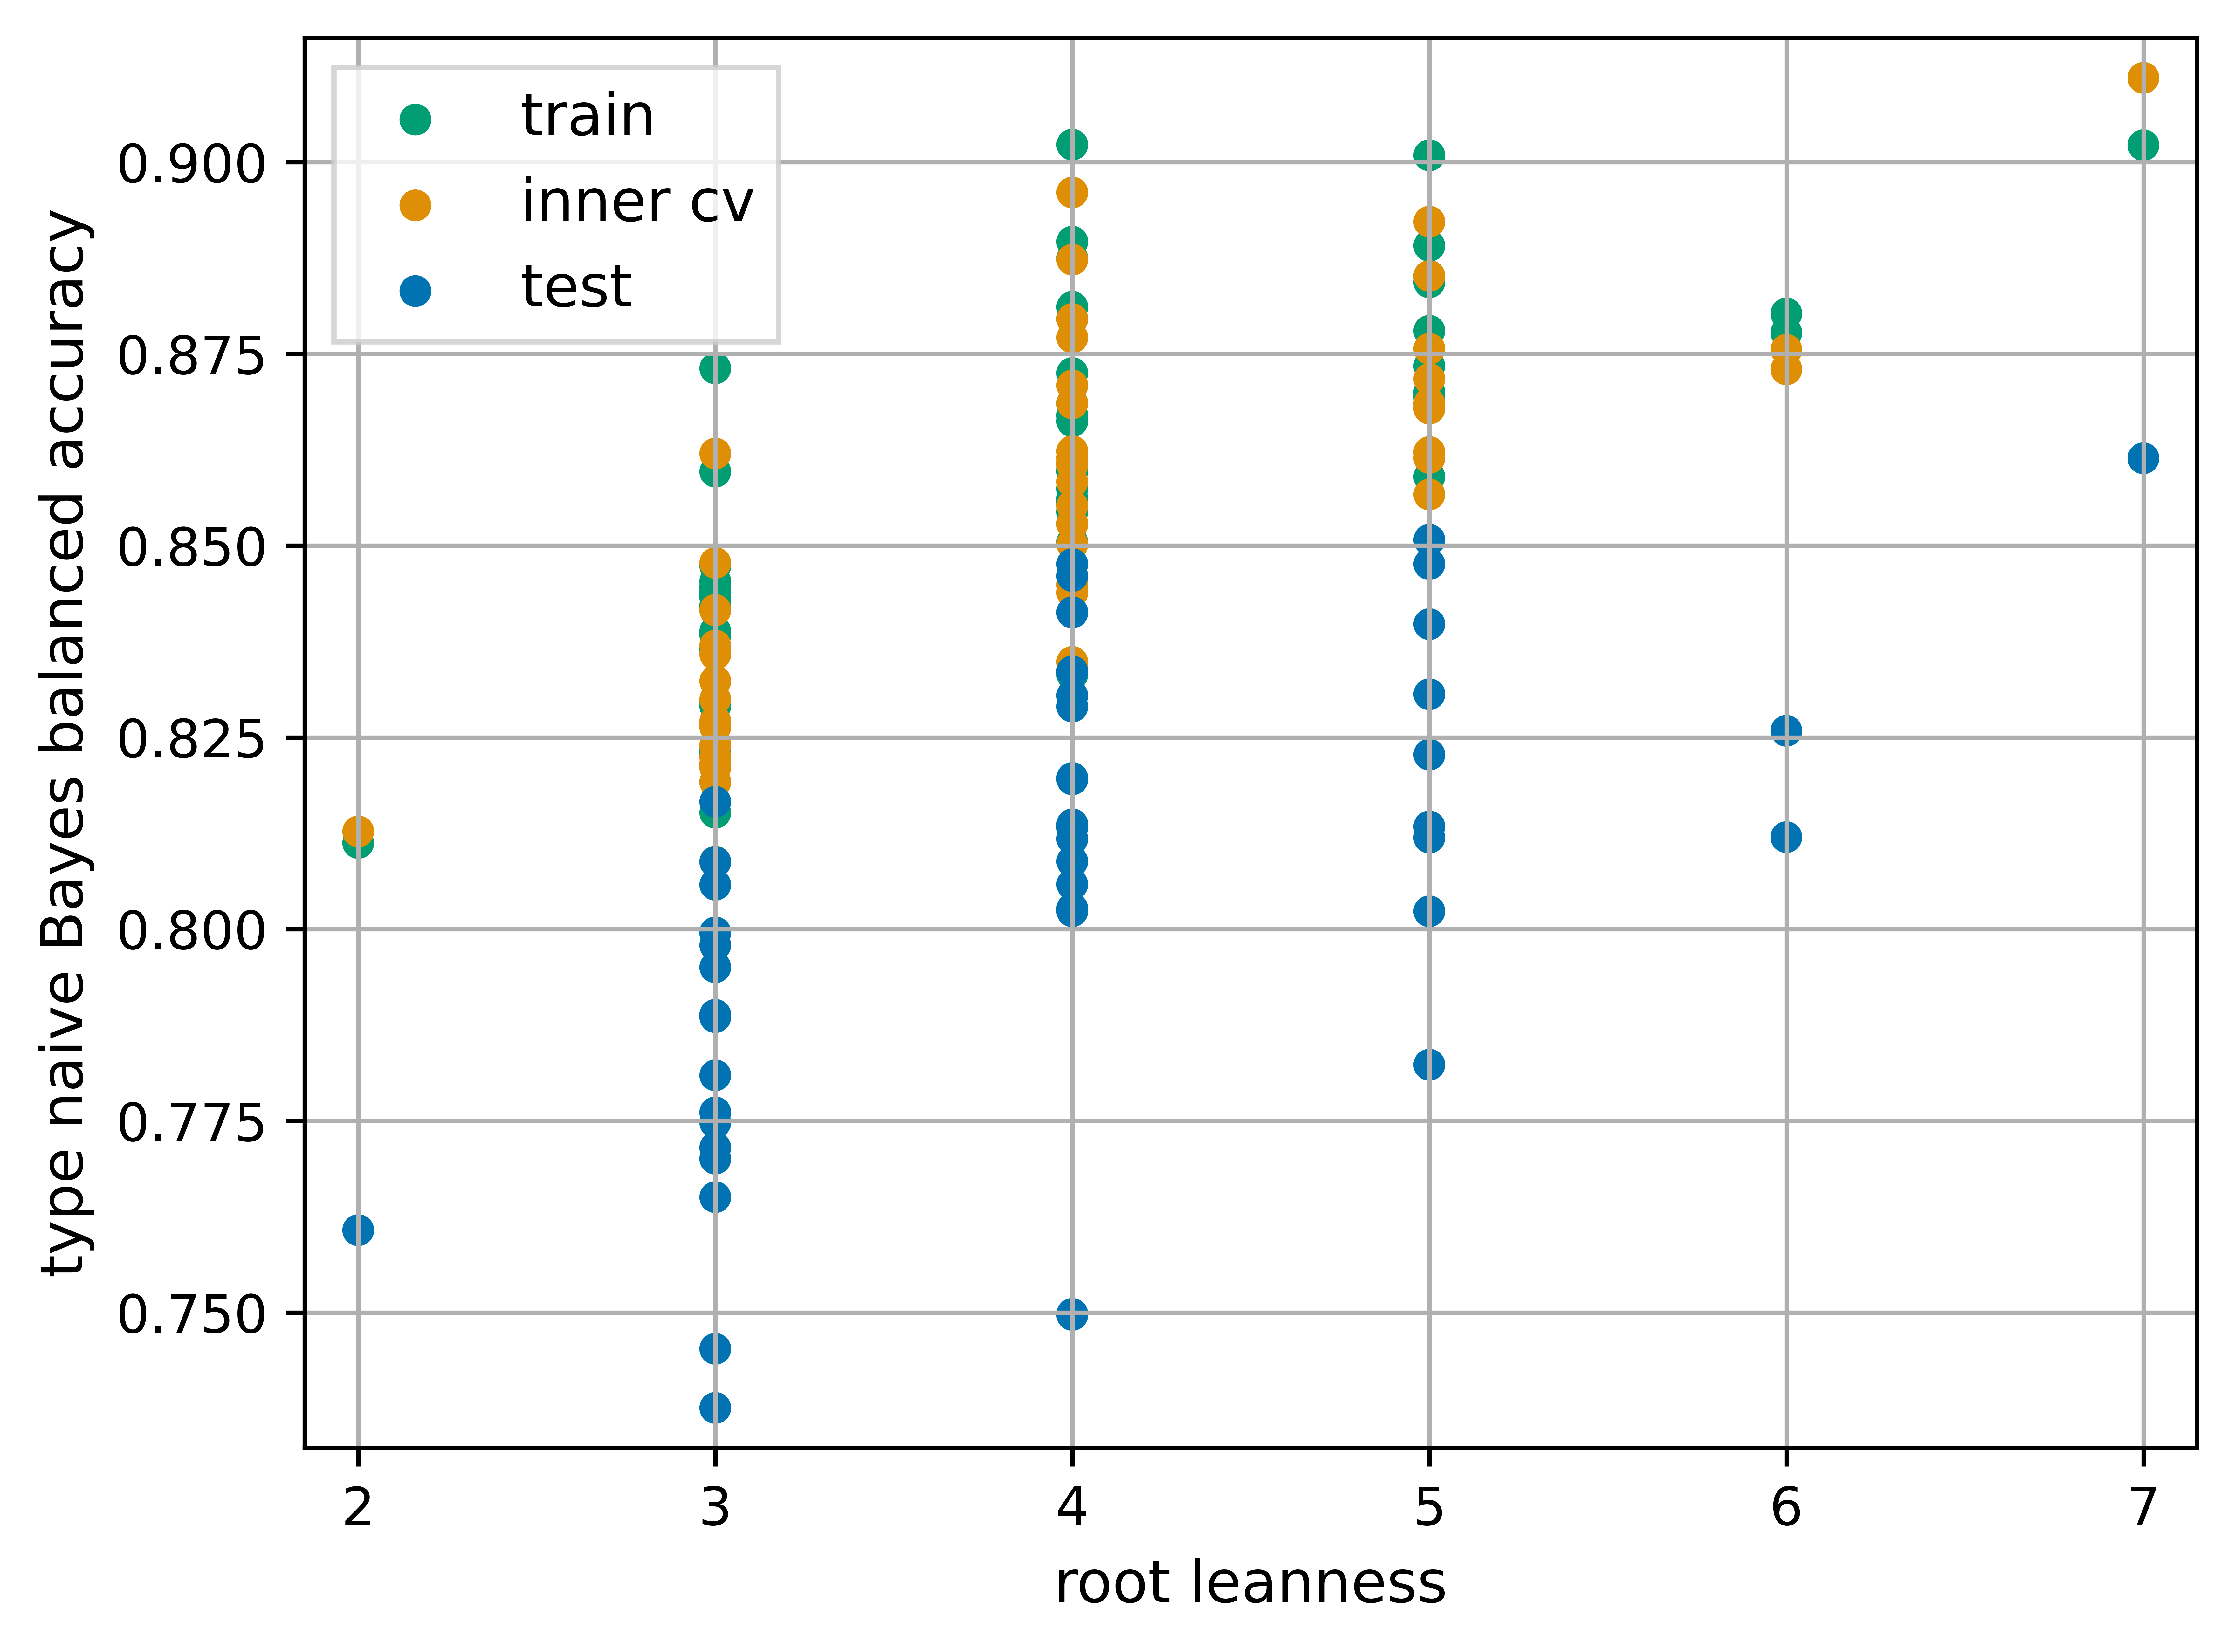 train
inner cv
test
0.900
0.875
0.850
0.825
0.800
0.775
0.750
type naive Bayes balanced accuracy
2 3 4 5 6 7
root leanness